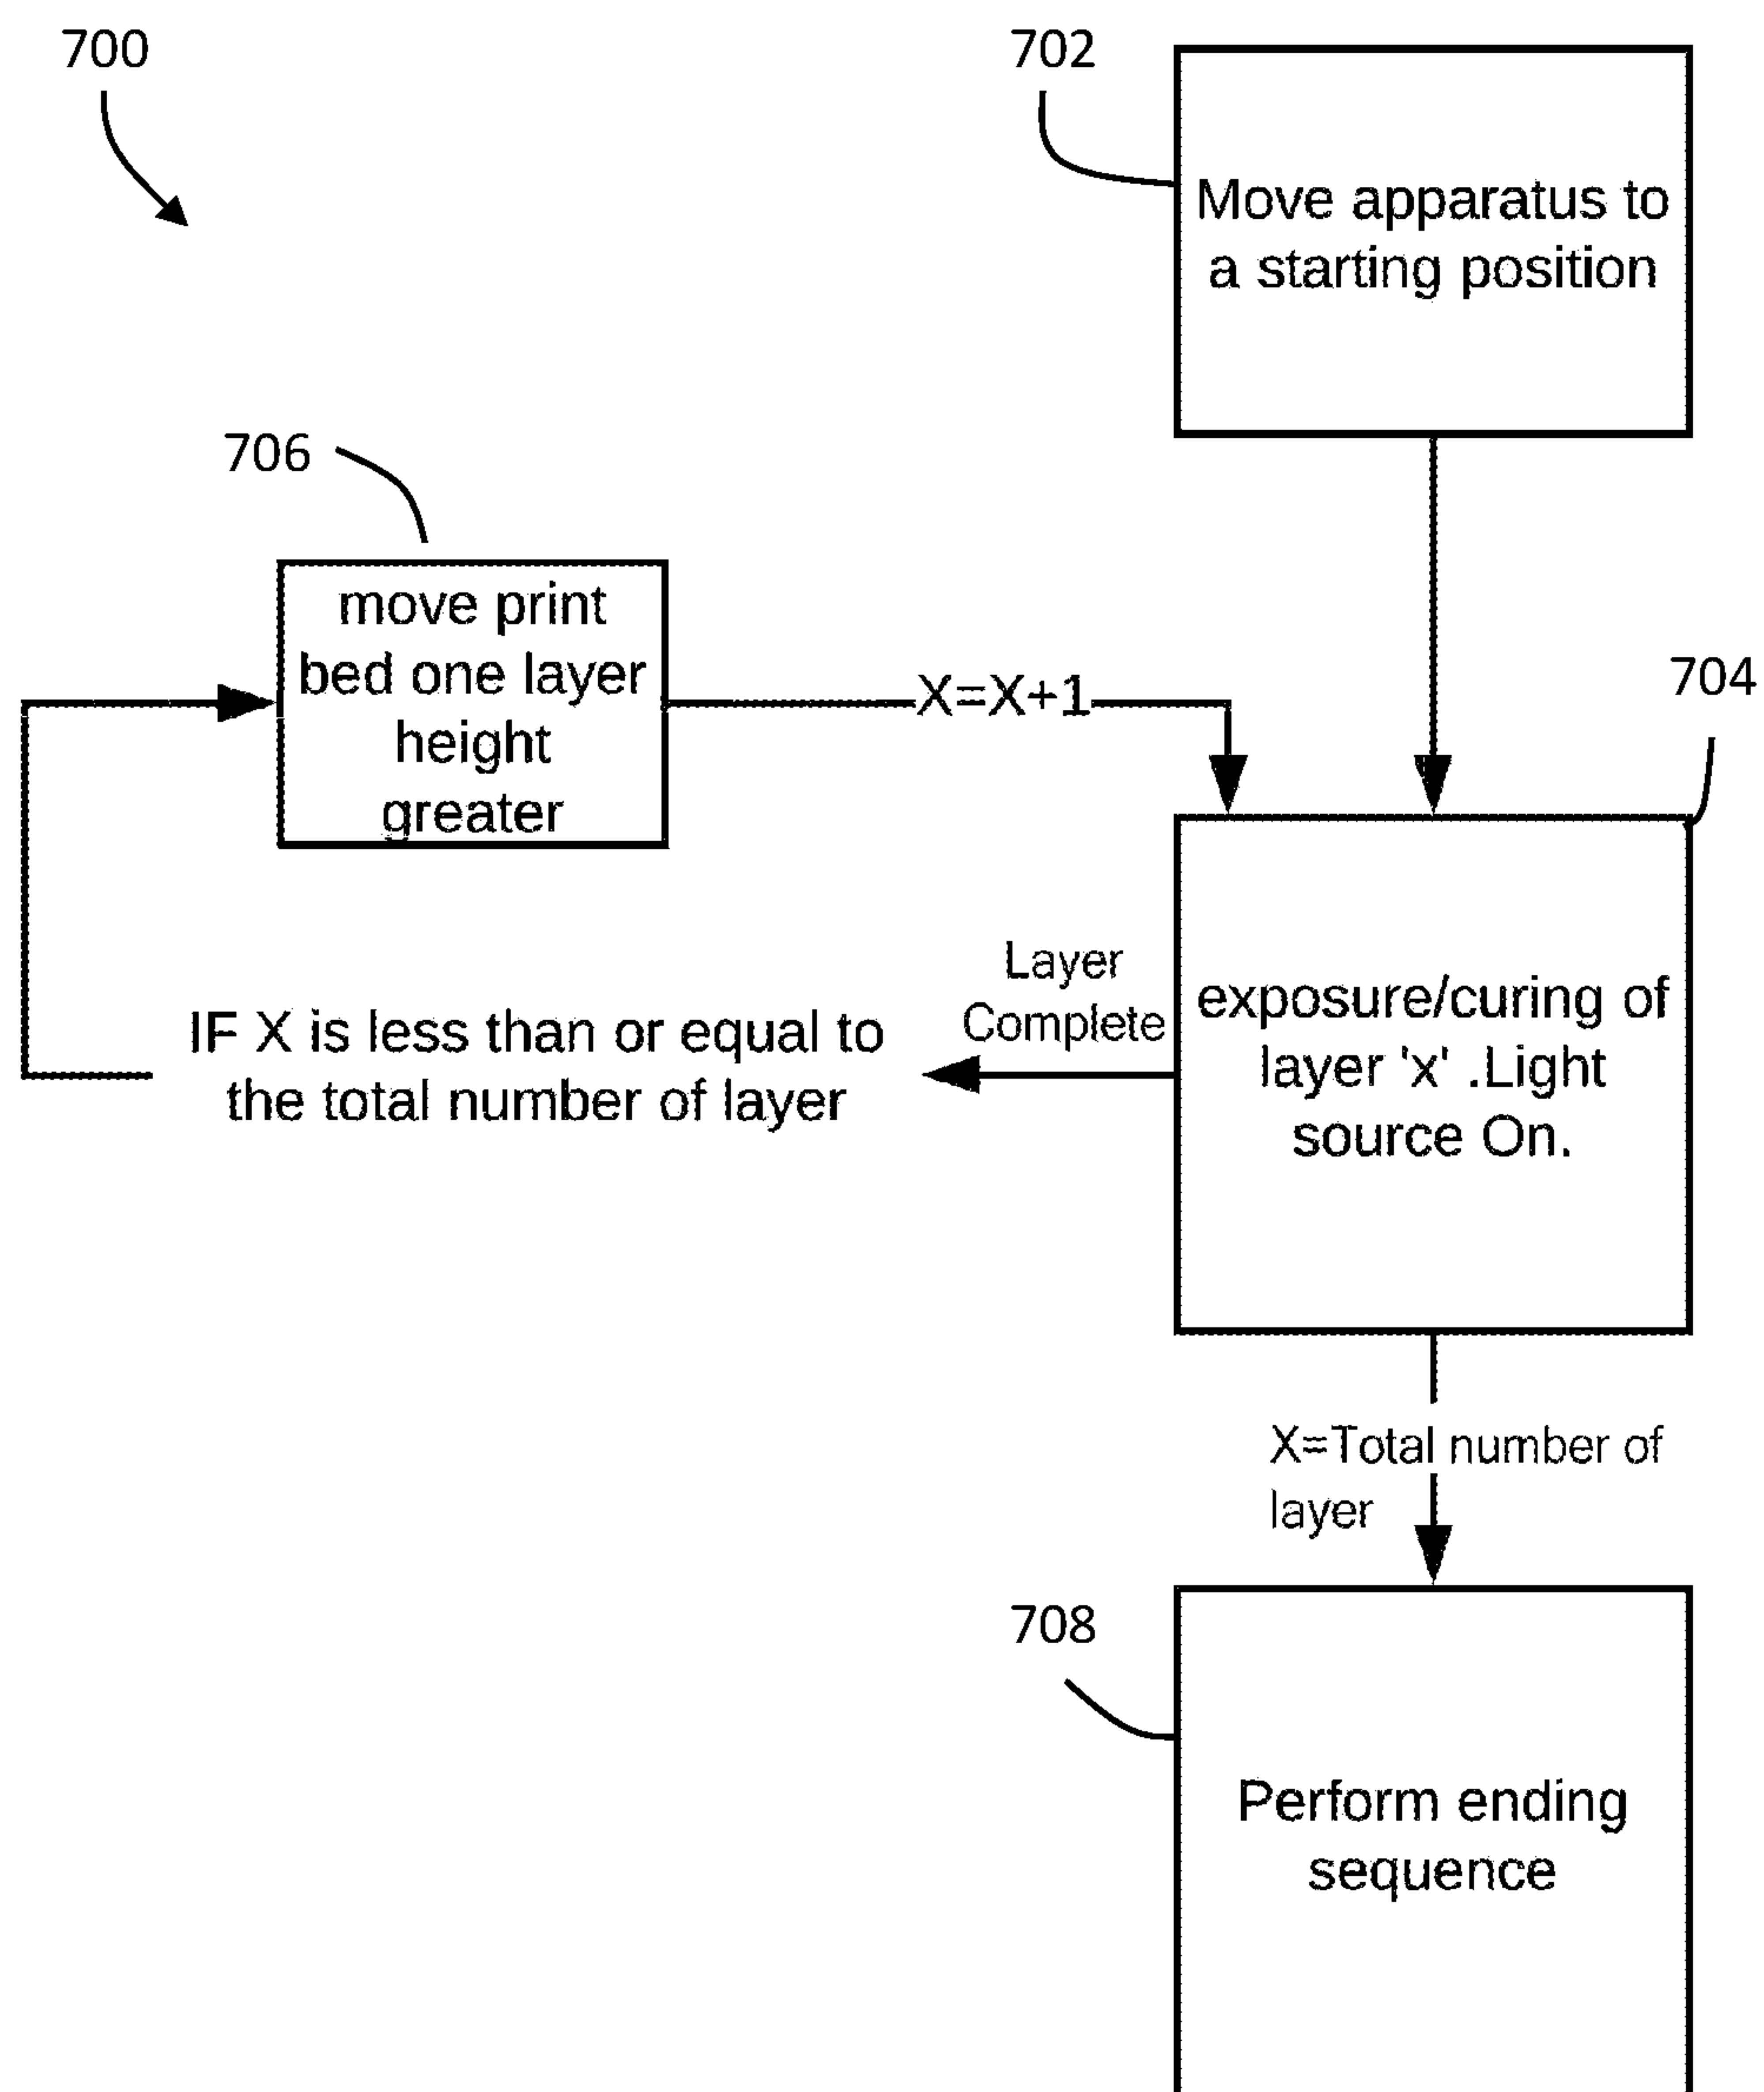 700
702
Move apparatus to
a starting position
706
move print
bed one layer
height
greater
X=X+1
704
Layer
Complete
IF X is less than or equal to
the total number of layer
exposure/curing of
layer 'x' .Light
source On.
X=Total number of
layer
708
Perform ending
sequence